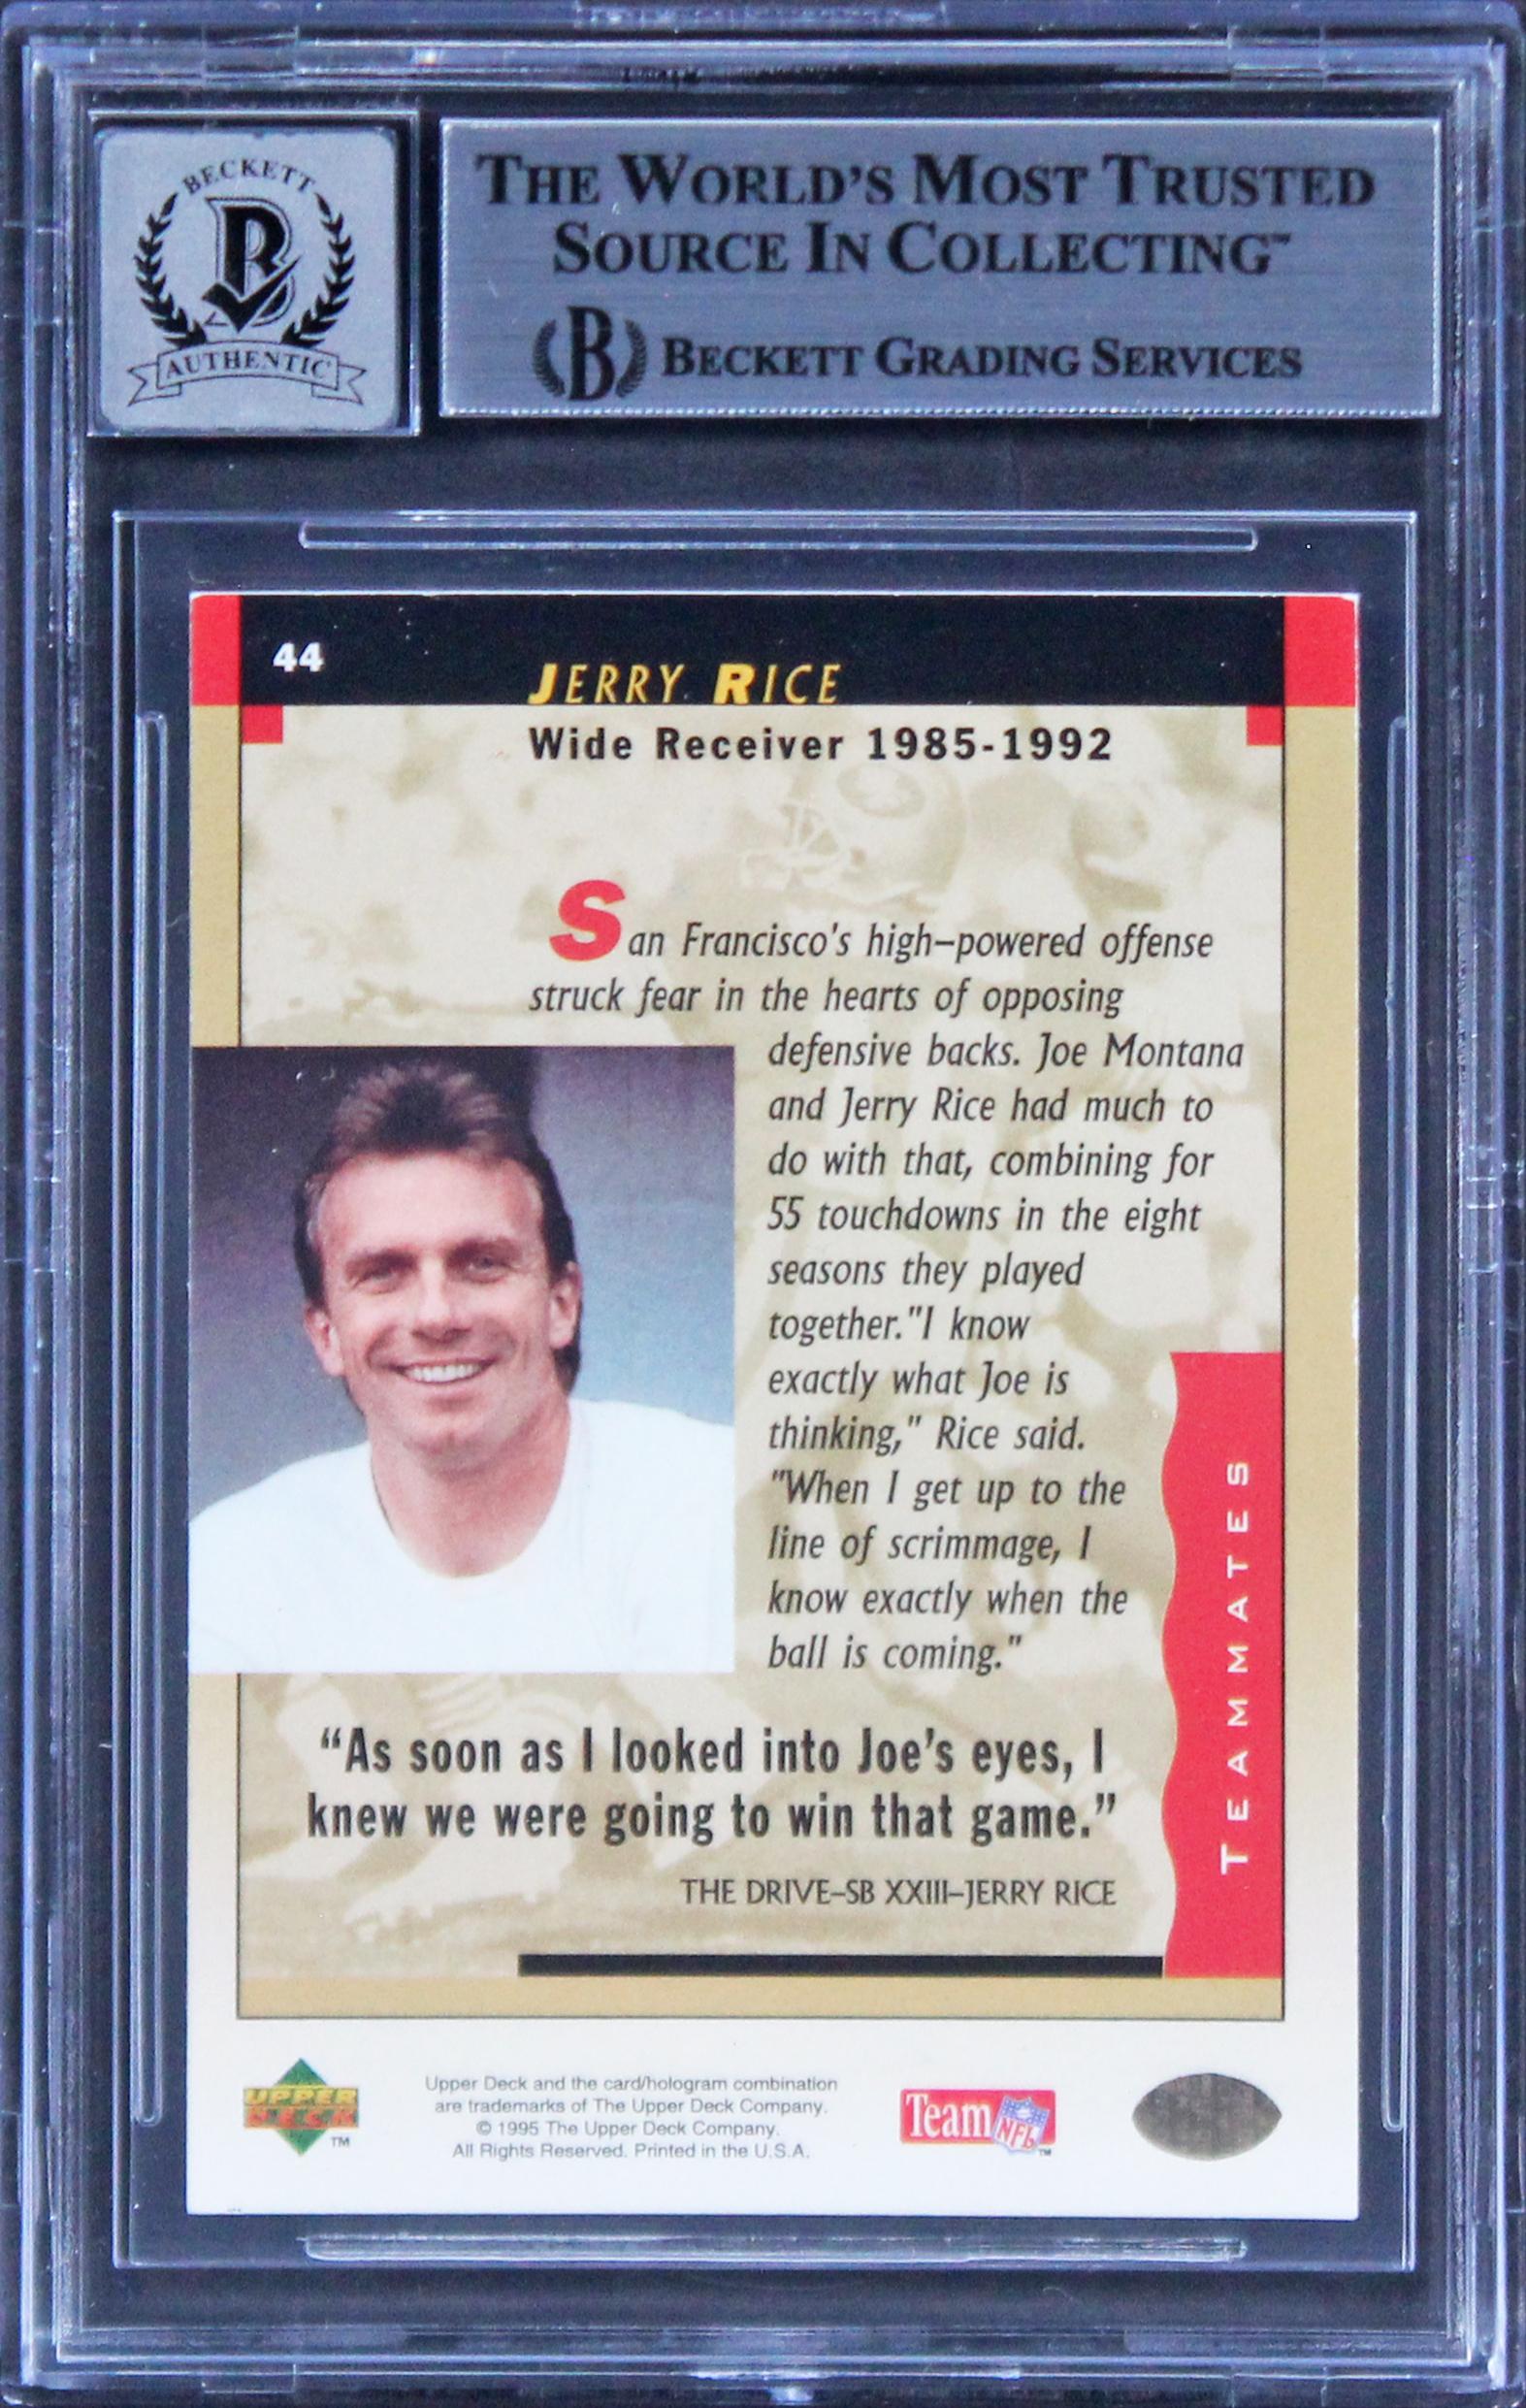 BECKETT
B
AUTHENTIC
THE WORLD'S MOST TRUSTED
SOURCE IN COLLECTING™
B BECKETT GRADING SERVICES
44
JERRY RICE
Wide Receiver 1985-1992
San Francisco's high–powered offense
struck fear in the hearts of opposing
defensive backs. Joe Montana
and Jerry Rice had much to
do with that, combining for
55 touchdowns in the eight
seasons they played
together."I know
exactly what Joe is
thinking," Rice said.
"When I get up to the
line of scrimmage, I
know exactly when the
ball is coming."
TEAMMATES
“As soon as I looked into Joe’s eyes, I
knew we were going to win that game.”
THE DRIVE–SB XXIII–JERRY RICE
UPPER
DECK
™
Upper Deck and the card/hologram combination
are trademarks of The Upper Deck Company.
© 1995 The Upper Deck Company.
All Rights Reserved. Printed in the U.S.A.
Team NFL™